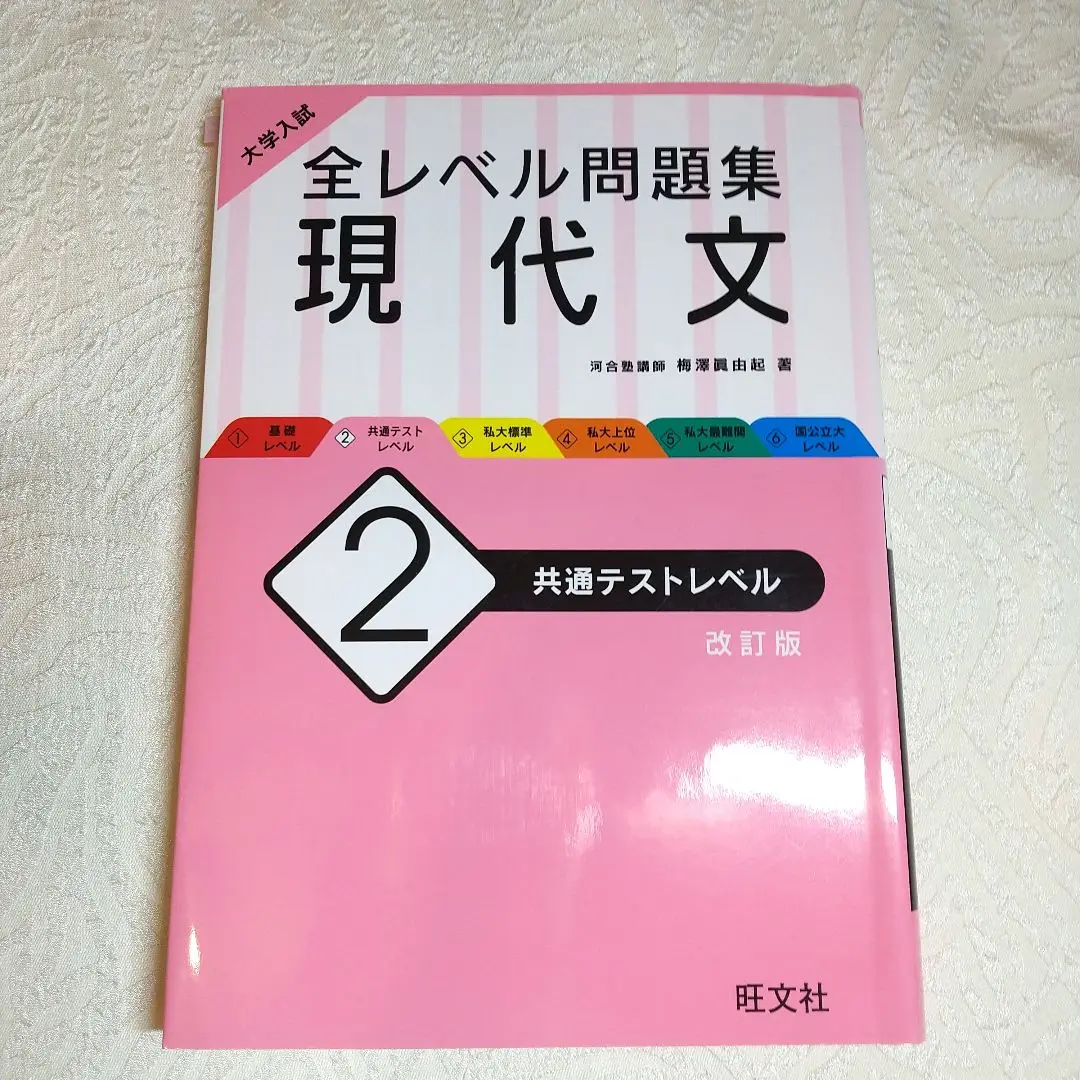 大学入試
全レベル問題集
現代文
河合塾講師 梅澤眞由起 著
1 基礎レベル
2 共通テストレベル
3 私大標準レベル
4 私大上位レベル
5 私大最難関レベル
6 国公立大レベル
2 共通テストレベル
改訂版
旺文社